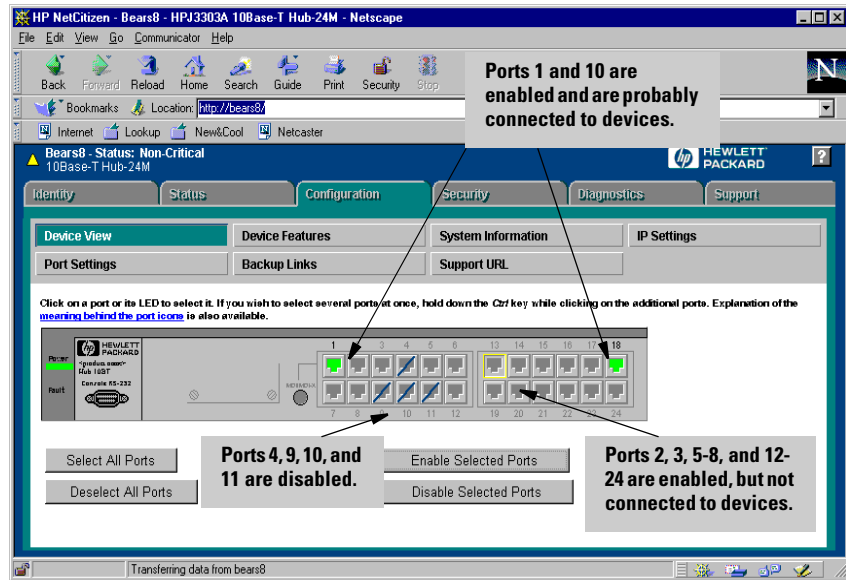 HP NetCitizen - Bears8 - HPJ3303A 10Base-T Hub-24M - Netscape
File Edit View Go Communicator Help
Back Forward Reload Home Search Guide Print Security Stop
N
Bookmarks Location: http://bears8/
Internet Lookup New&Cool Netcaster
Ports 1 and 10 are
enabled and are probably
connected to devices.
Bears8 - Status: Non-Critical
10Base-T Hub-24M
hp HEWLETT
PACKARD
?
Identity Status Configuration Security Diagnostics Support
Device View Device Features System Information IP Settings
Port Settings Backup Links Support URL
Click on a port or its LED to select it. If you wish to select several ports at once, hold down the Ctrl key while clicking on the additional ports. Explanation of the
meaning behind the port icons is also available.
1 3 4 5 6 13 14 15 16 17 18
Power
hp HEWLETT
PACKARD
Hub 10BT
Console RS-232
Fault
7 8 9 10 11 12 19 20 21 22 23 24
Select All Ports
Deselect All Ports
Ports 4, 9, 10, and
11 are disabled.
Enable Selected Ports
Disable Selected Ports
Ports 2, 3, 5-8, and 12-
24 are enabled, but not
connected to devices.
Transferring data from bears8